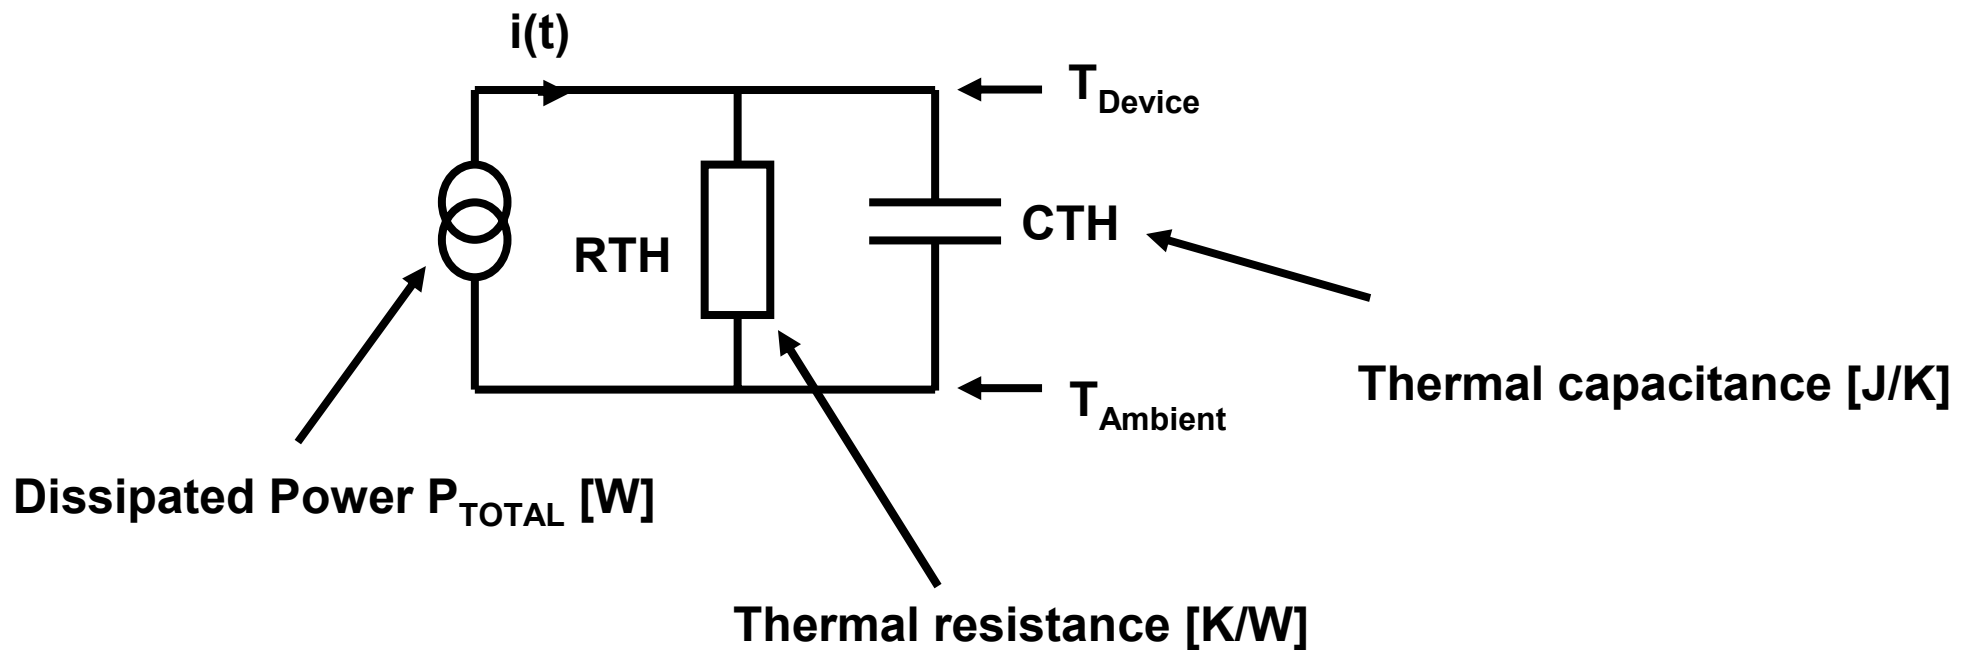 i(t)
T_Device
RTH
CTH
Thermal capacitance [J/K]
T_Ambient
Dissipated Power P_TOTAL [W]
Thermal resistance [K/W]